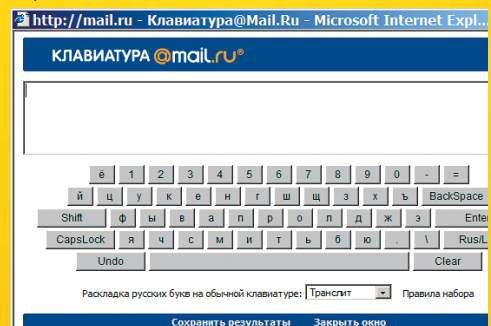 http://mail.ru - Клавиатура@Mail.Ru - Microsoft Internet Expl...
КЛАВИАТУРА @mail.ru®
ё 1 2 3 4 5 6 7 8 9 0 - =
й ц у к е н г ш щ з х ъ BackSpace
Shift ф ы в а п р о л д ж э Ente
CapsLock я ч с м и т ь б ю . \ Rus/L
Undo Clear
Раскладка русских букв на обычной клавиатуре: Транслит Правила набора
Сохранить результаты Закрыть окно